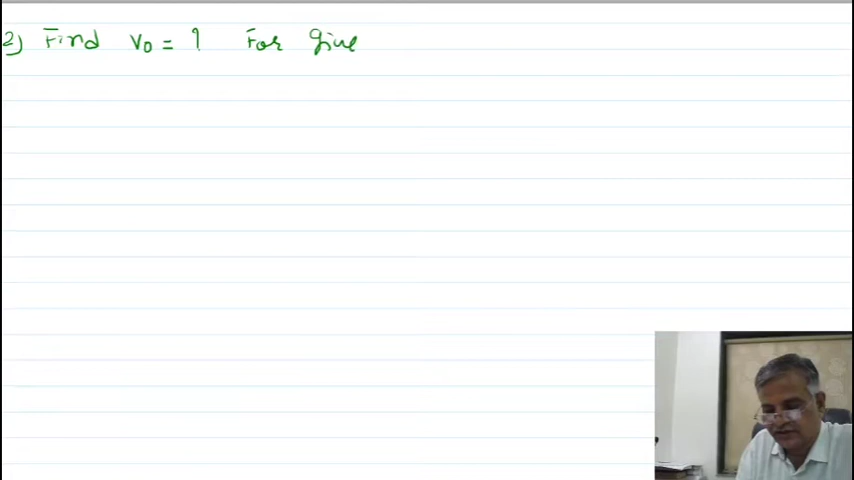 2) Find v0 = ? For give